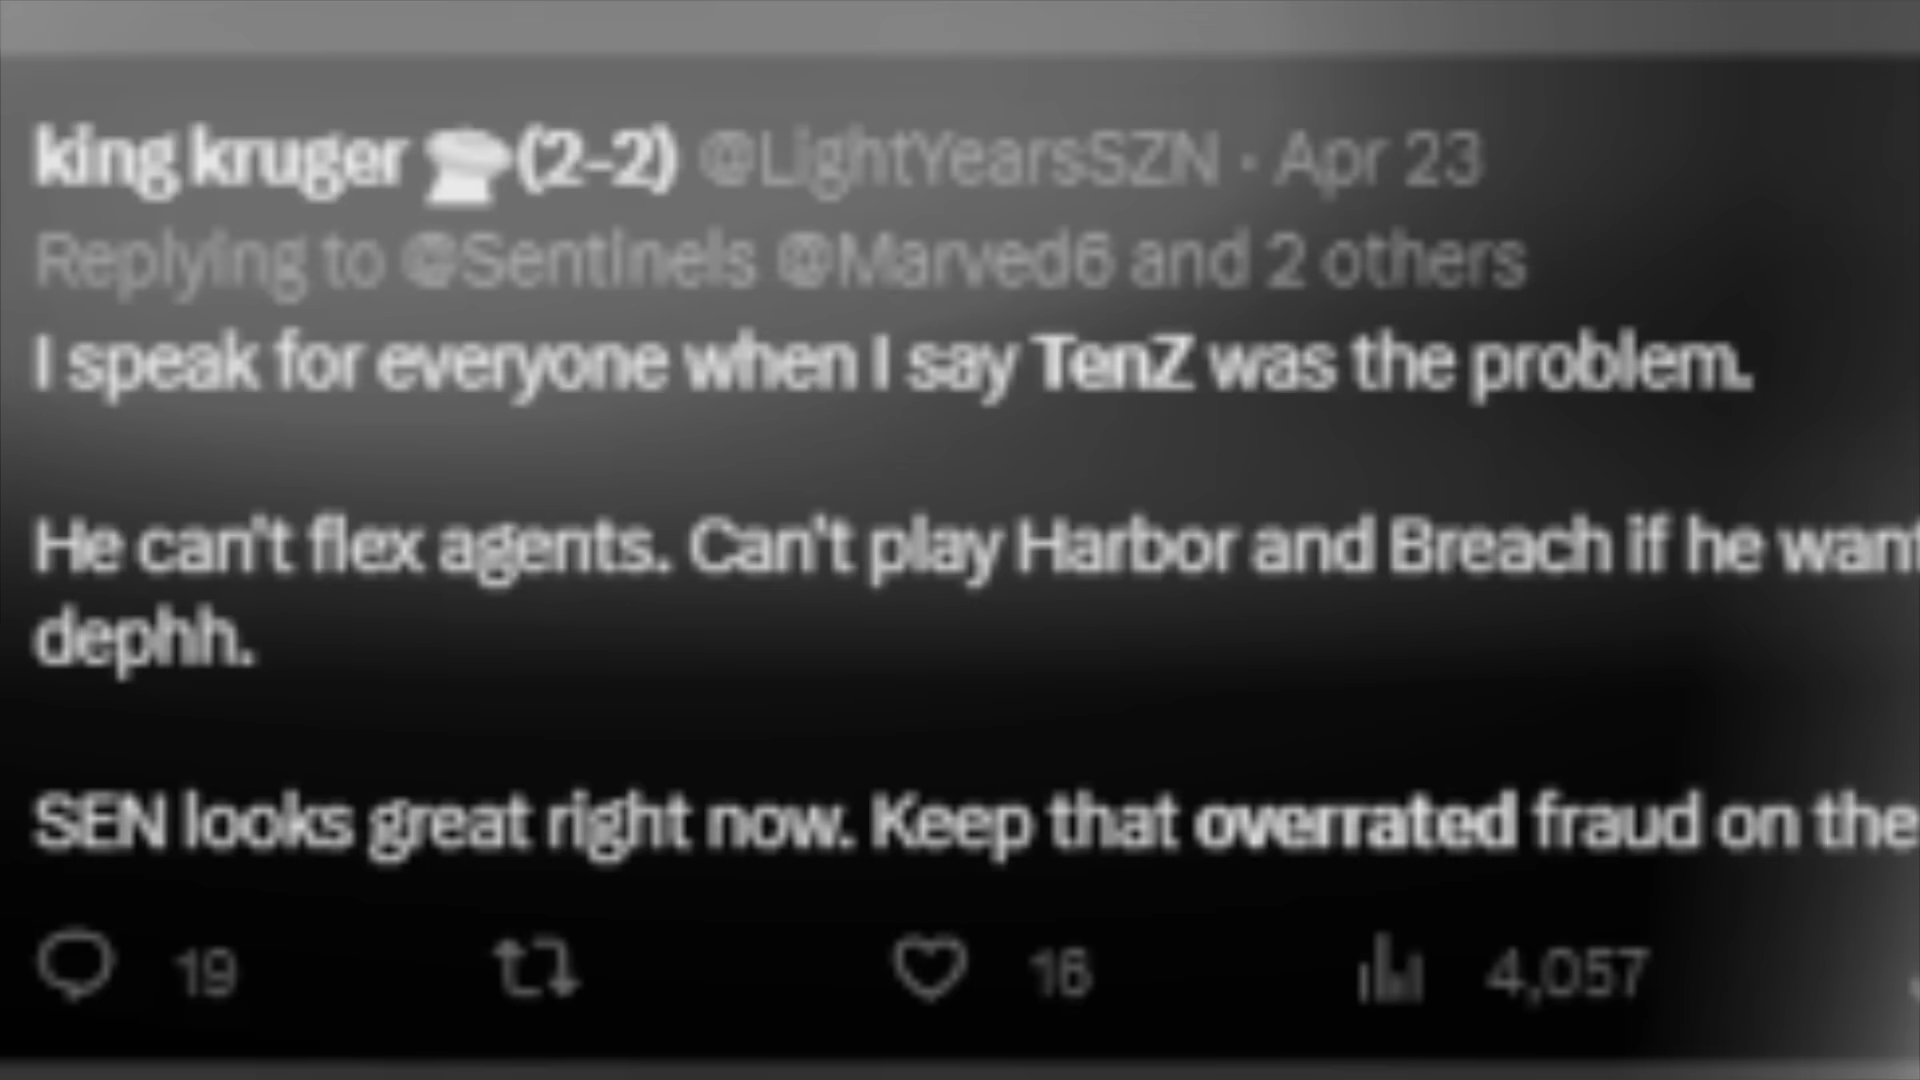 king kruger (2-2) @LightYearsSZN · Apr 23
Replying to @Sentinels @Marved6 and 2 others
I speak for everyone when I say TenZ was the problem.
He can't flex agents. Can't play Harbor and Breach if he want
dephh.
SEN looks great right now. Keep that overrated fraud on the
19 16 4,057